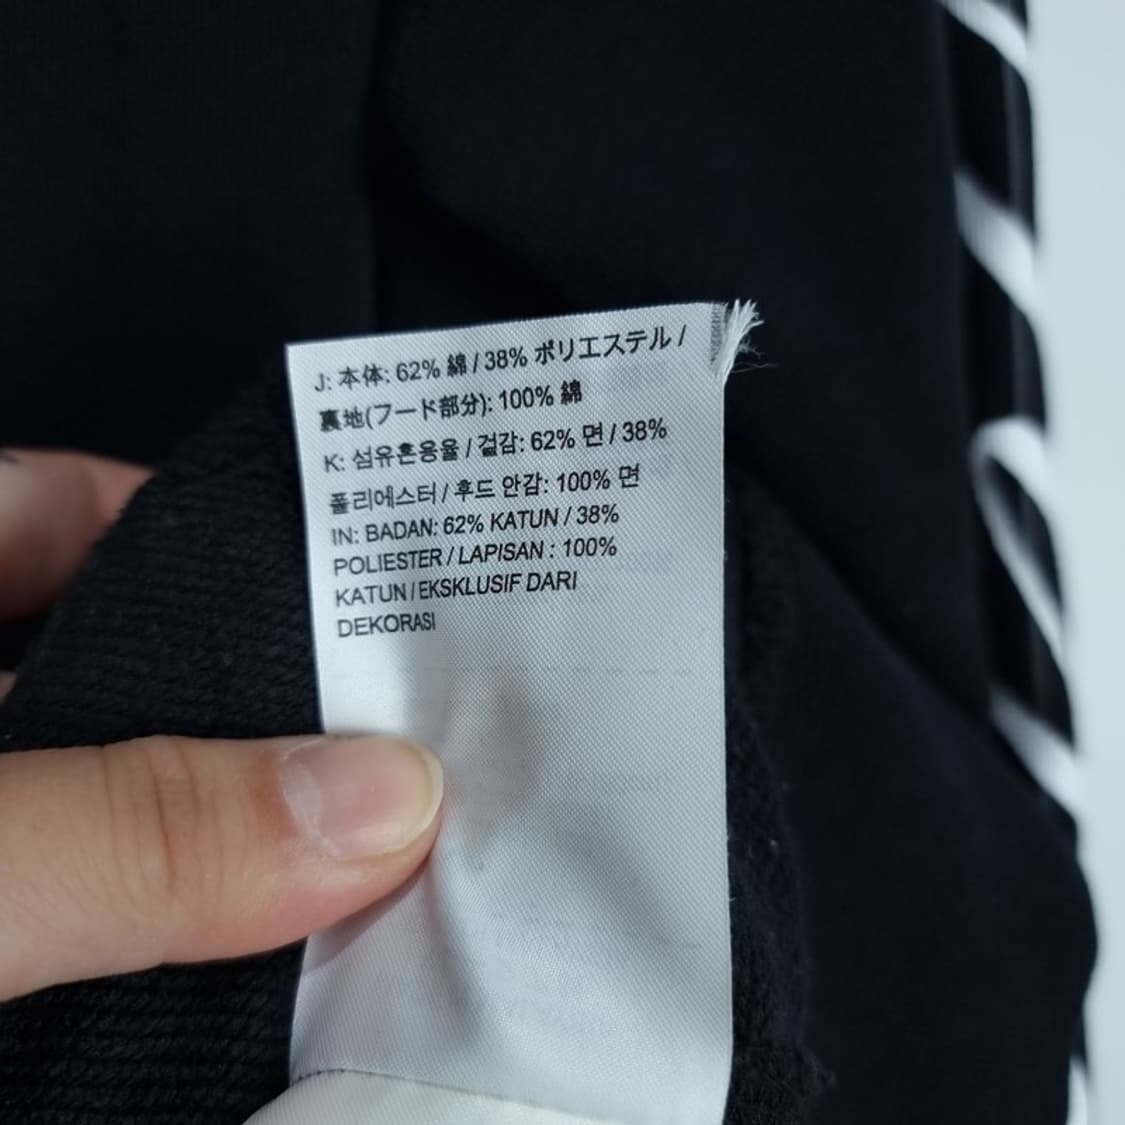 J: 本体: 62% 綿 / 38% ポリエステル /
裏地(フード部分): 100% 綿
K: 섬유혼용율 / 겉감: 62% 면 / 38%
폴리에스터 / 후드 안감: 100% 면
IN: BADAN: 62% KATUN / 38%
POLIESTER / LAPISAN : 100%
KATUN / EKSKLUSIF DARI
DEKORASI